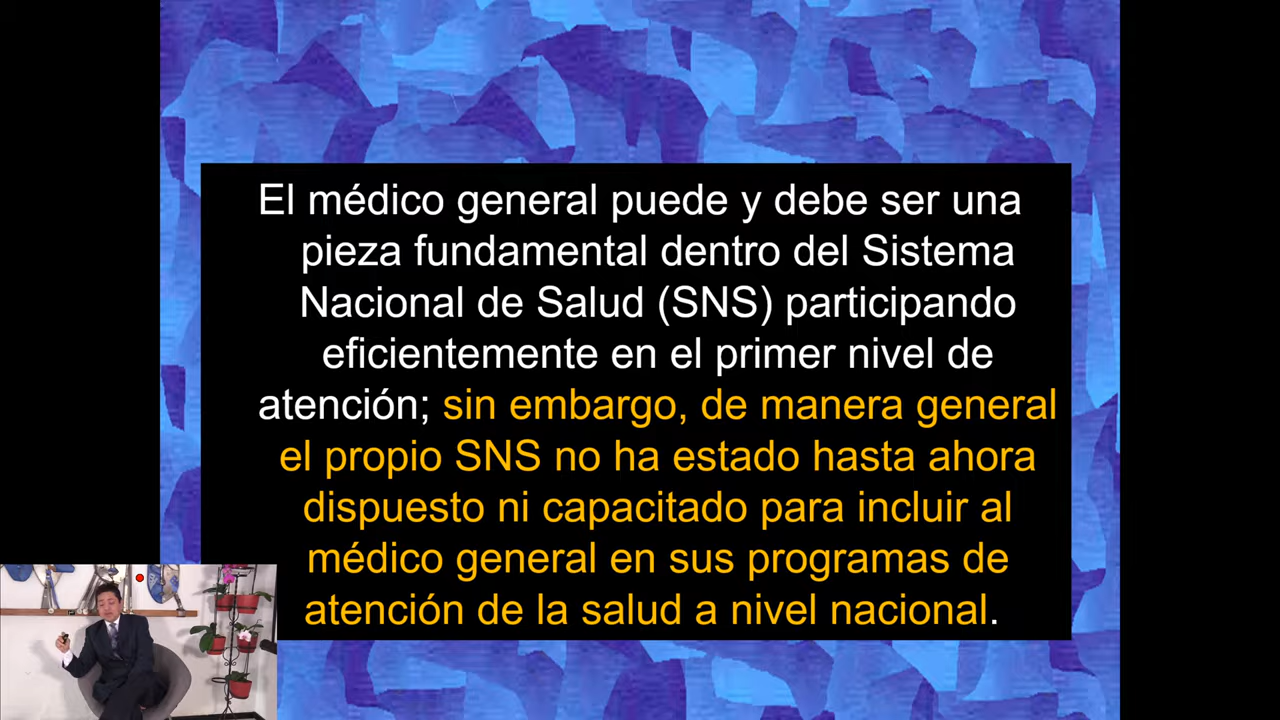 El médico general puede y debe ser una
pieza fundamental dentro del Sistema
Nacional de Salud (SNS) participando
eficientemente en el primer nivel de
atención; sin embargo, de manera general
el propio SNS no ha estado hasta ahora
dispuesto ni capacitado para incluir al
médico general en sus programas de
atención de la salud a nivel nacional.